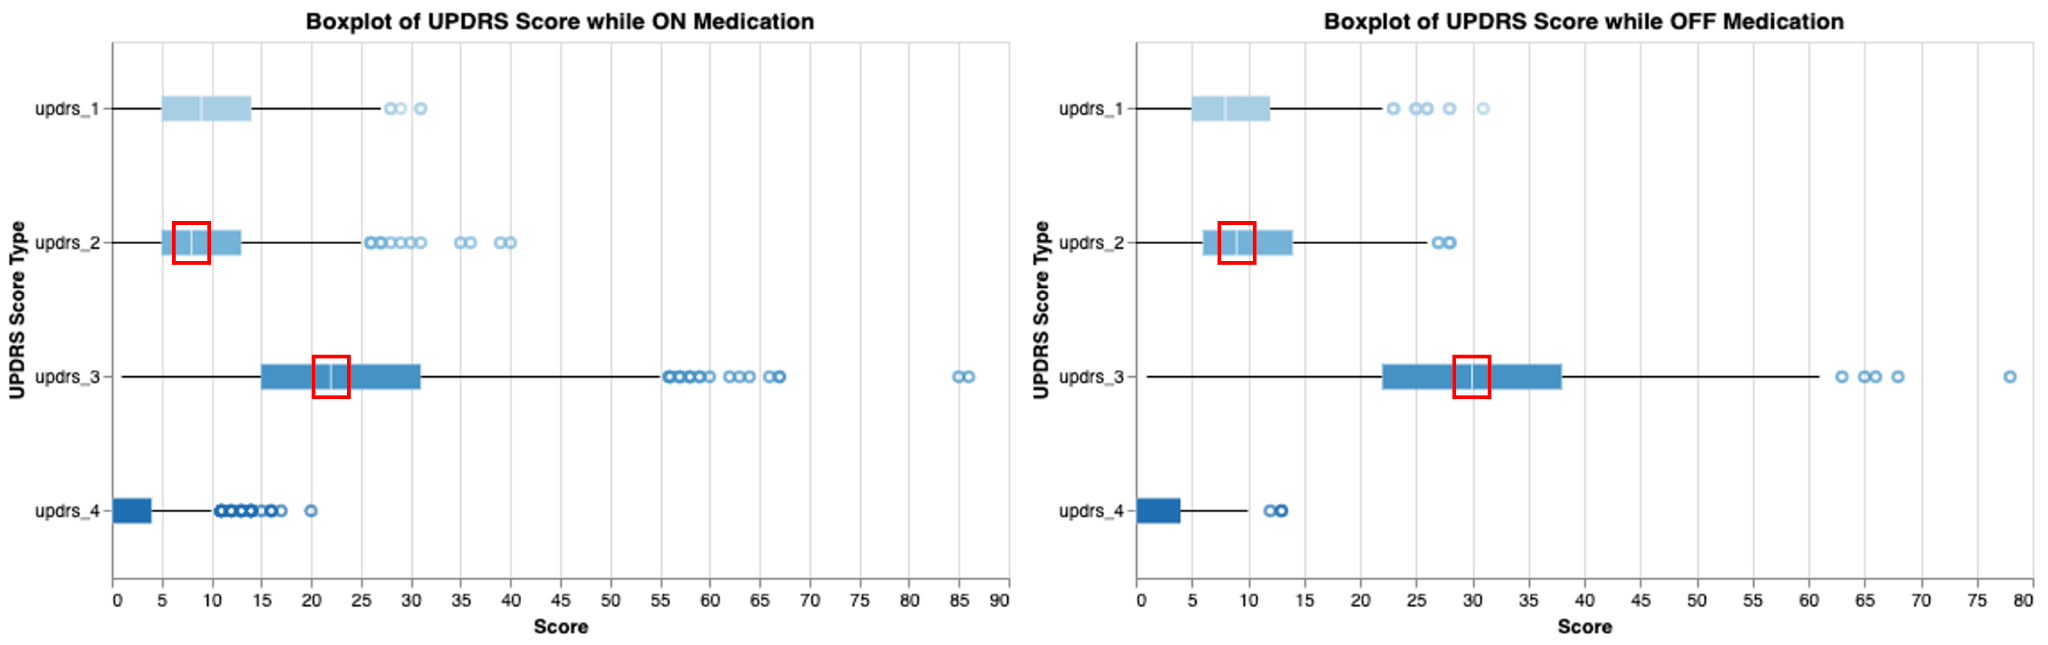 Boxplot of UPDRS Score while ON Medication
UPDRS Score Type
updrs_1
updrs_2
updrs_3
updrs_4
0 5 10 15 20 25 30 35 40 45 50 55 60 65 70 75 80 85 90
Score
Boxplot of UPDRS Score while OFF Medication
UPDRS Score Type
updrs_1
updrs_2
updrs_3
updrs_4
0 5 10 15 20 25 30 35 40 45 50 55 60 65 70 75 80
Score